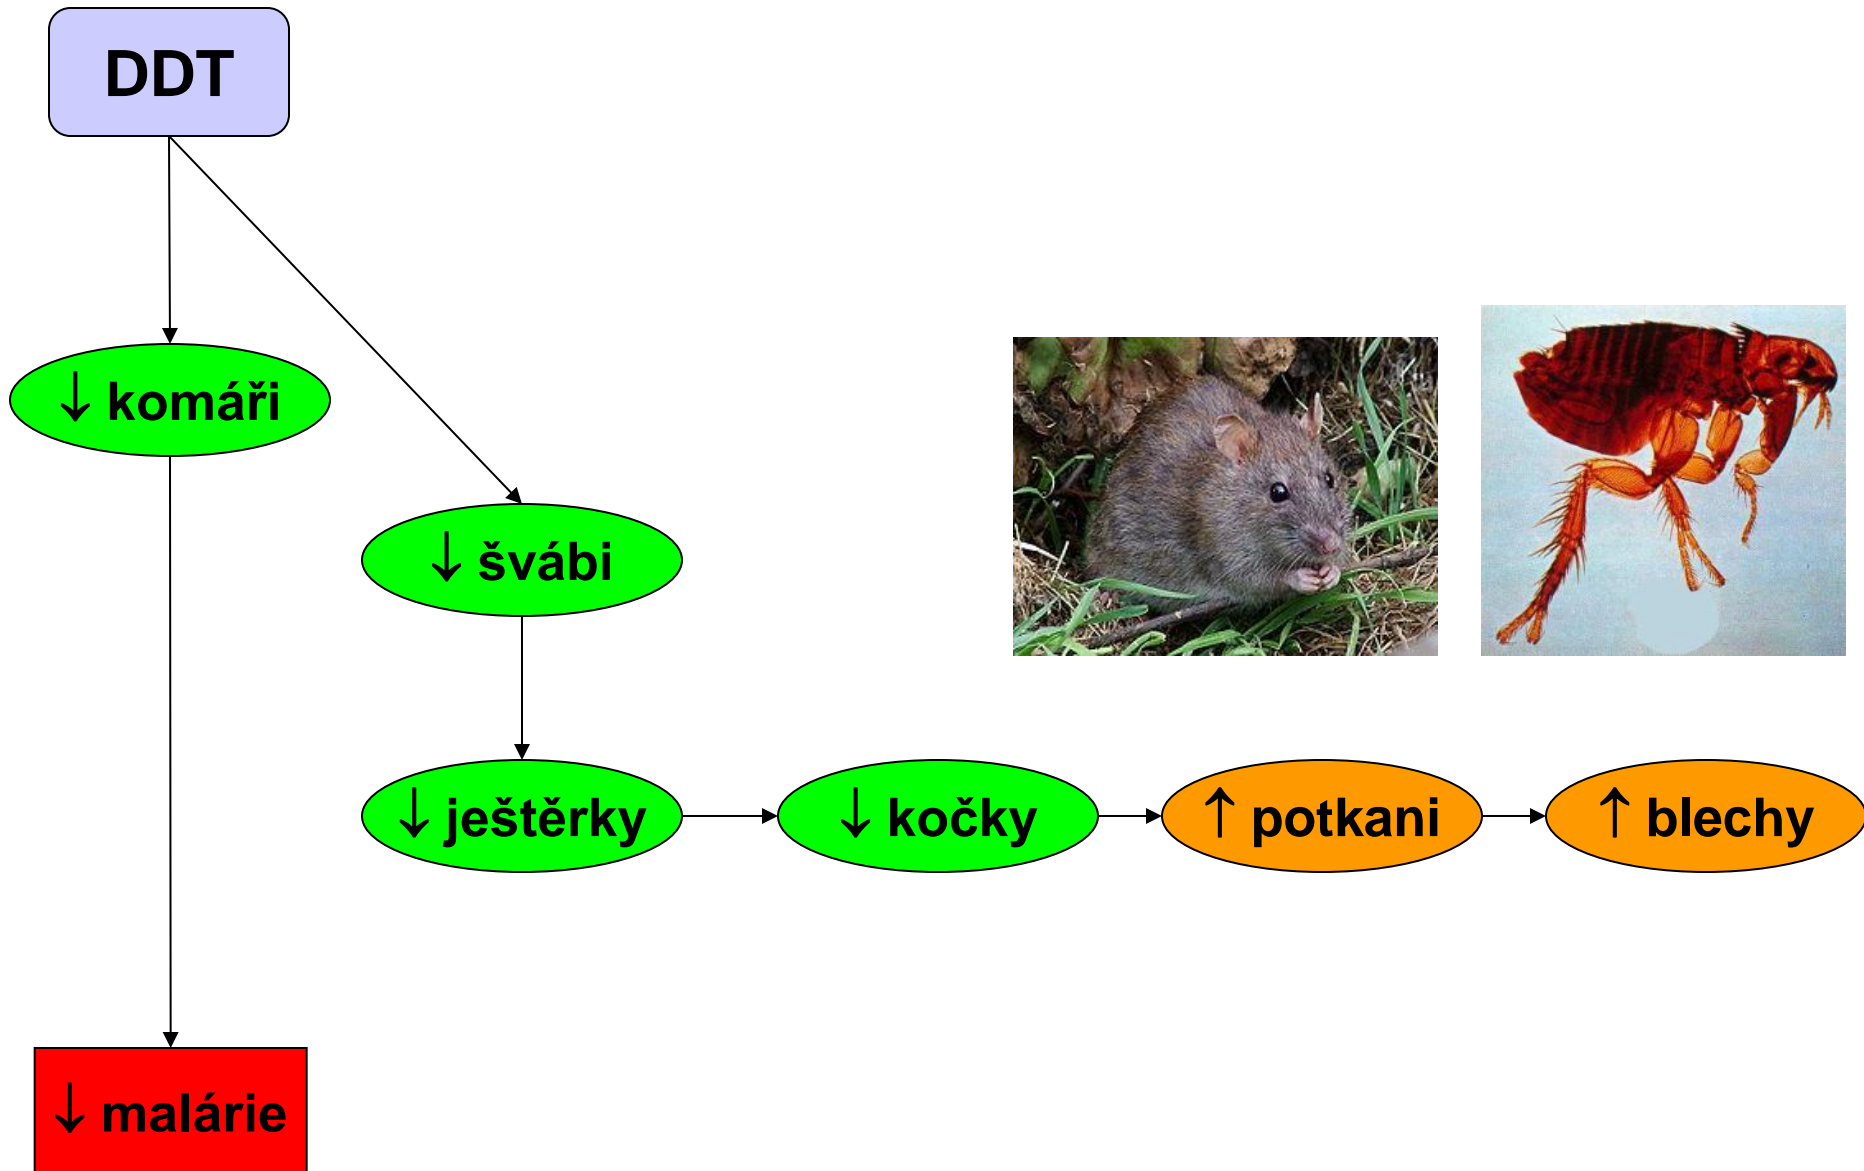 DDT
↓ komáři
↓ švábi
↓ ještěrky
↓ kočky
↑ potkani
↑ blechy
↓ malárie